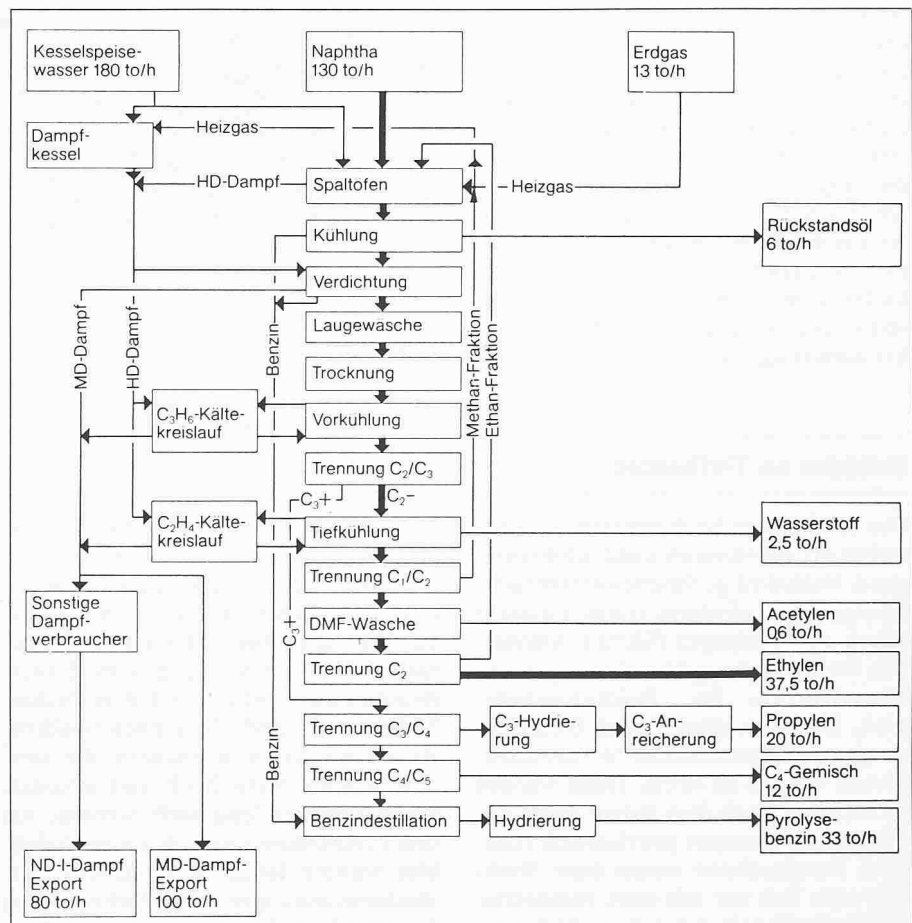 Kesselspeise-
wasser 180 to/h
Naphtha
130 to/h
Erdgas
13 to/h
Dampf-
kessel
Heizgas
HD-Dampf
Spaltöfen
Heizgas
Kühlung
Rückstandsöl
6 to/h
Verdichtung
MD-Dampf
HD-Dampf
Benzin
Laugewäsche
Methan-Fraktion
Ethan-Fraktion
Trocknung
C₃H₆-Kälte-
kreislauf
Vorkühlung
Trennung C₂/C₃
C₃+
C₂−
C₂H₄-Kälte-
kreislauf
Tiefkühlung
Wasserstoff
2,5 to/h
Trennung C₁/C₂
Sonstige
Dampf-
verbraucher
C₃+
DMF-Wäsche
Acetylen
0,6 to/h
Trennung C₂
Ethylen
37,5 to/h
Benzin
Trennung C₃/C₄
C₃-Hydrie-
rung
C₃-An-
reicherung
Propylen
20 to/h
Trennung C₄/C₅
C₄-Gemisch
12 to/h
Benzindestillation
Hydrierung
Pyrolyse-
benzin 33 to/h
ND-I-Dampf
Export
80 to/h
MD-Dampf-
Export
100 to/h